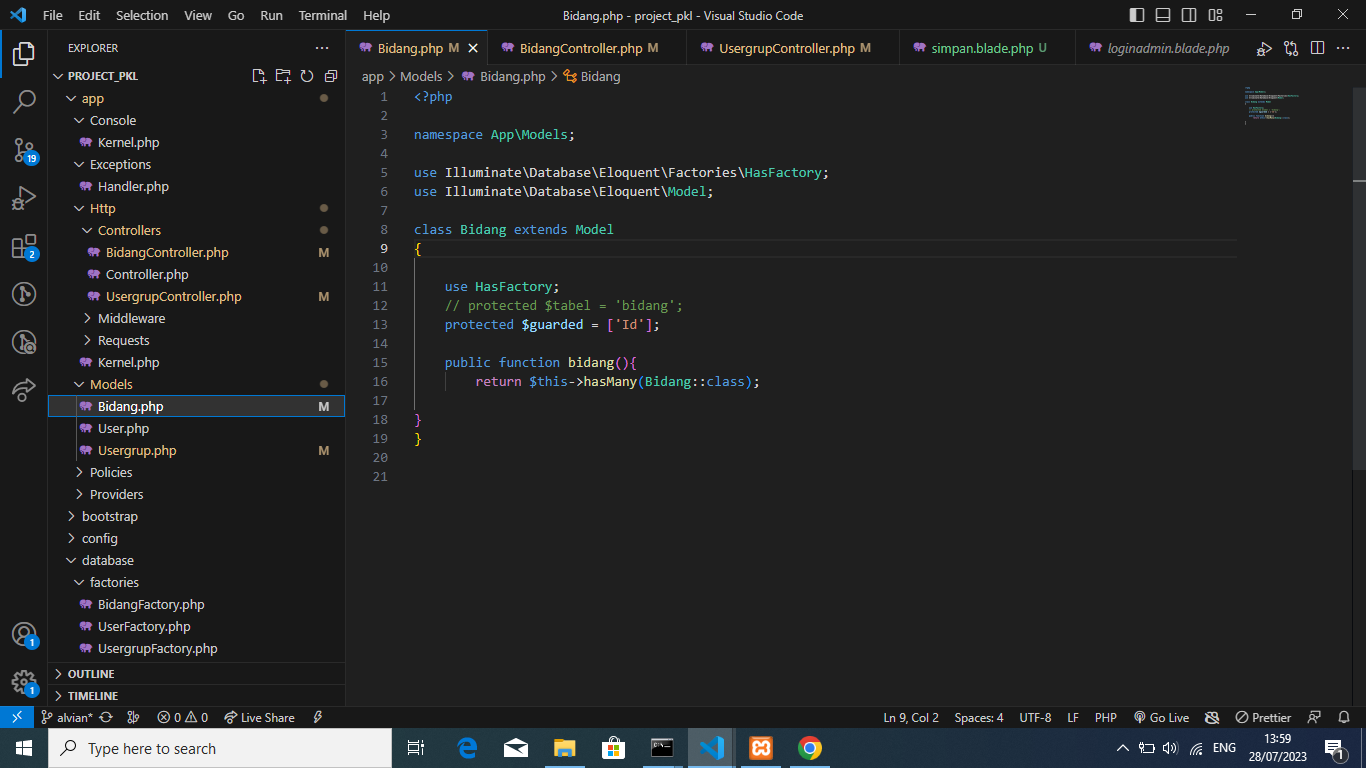 File Edit Selection View Go Run Terminal Help
Bidang.php - project_pkl - Visual Studio Code
EXPLORER
PROJECT_PKL
app
Console
Kernel.php
Exceptions
Handler.php
Http
Controllers
BidangController.php M
Controller.php
UsergrupController.php M
Middleware
Requests
Kernel.php
Models
Bidang.php M
User.php
Usergrup.php M
Policies
Providers
bootstrap
config
database
factories
BidangFactory.php
UserFactory.php
UsergrupFactory.php
OUTLINE
TIMELINE
19
2
1
1
Bidang.php M
BidangController.php M
UsergrupController.php M
simpan.blade.php U
loginadmin.blade.php
app > Models > Bidang.php > Bidang
1 <?php
2
3 namespace App\Models;
4
5 use Illuminate\Database\Eloquent\Factories\HasFactory;
6 use Illuminate\Database\Eloquent\Model;
7
8 class Bidang extends Model
9 {
10
11 use HasFactory;
12 // protected $tabel = 'bidang';
13 protected $guarded = ['Id'];
14
15 public function bidang(){
16 return $this->hasMany(Bidang::class);
17
18 }
19 }
20
21
alvian* 0 0 Live Share
Ln 9, Col 2 Spaces: 4 UTF-8 LF PHP Go Live Prettier
Type here to search
ENG
13:59
28/07/2023
1